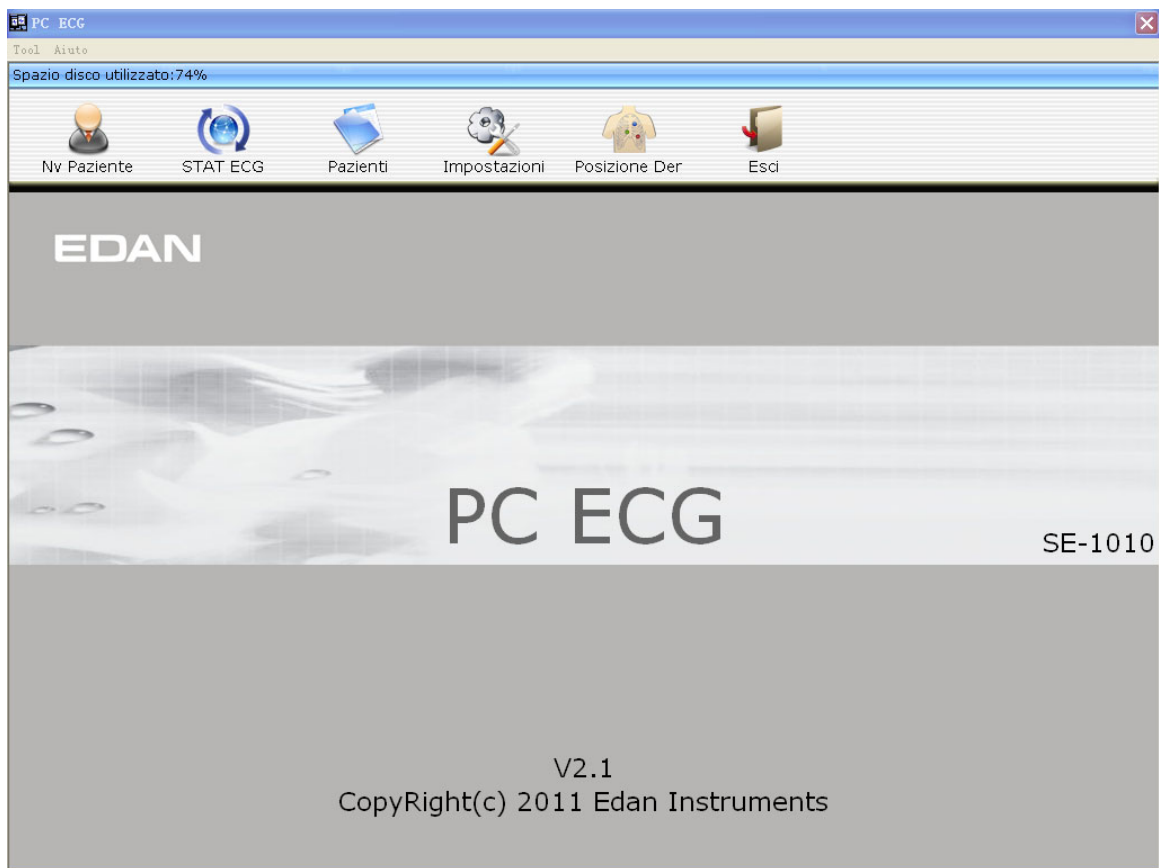 PC ECG
Tool Aiuto
Spazio disco utilizzato:74%
Nv Paziente STAT ECG Pazienti Impostazioni Posizione Der Esci
EDAN
PC ECG
SE-1010
V2.1
CopyRight(c) 2011 Edan Instruments